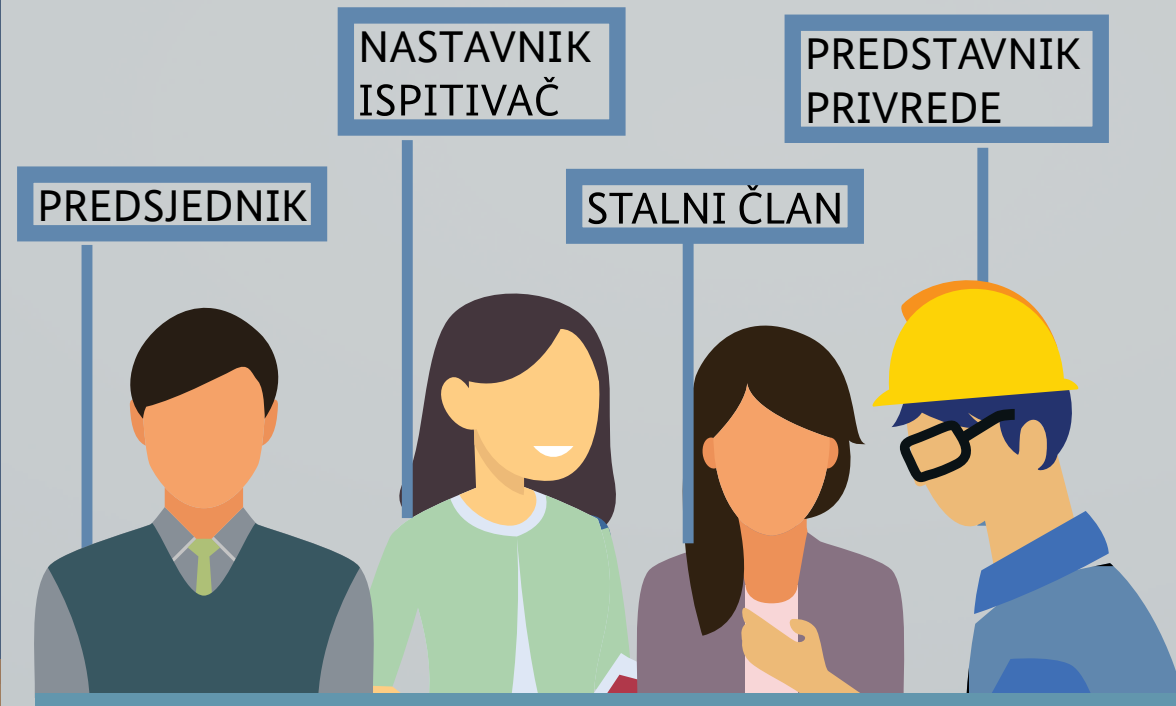 PREDSJEDNIK
NASTAVNIK
ISPITIVAČ
STALNI ČLAN
PREDSTAVNIK
PRIVREDE